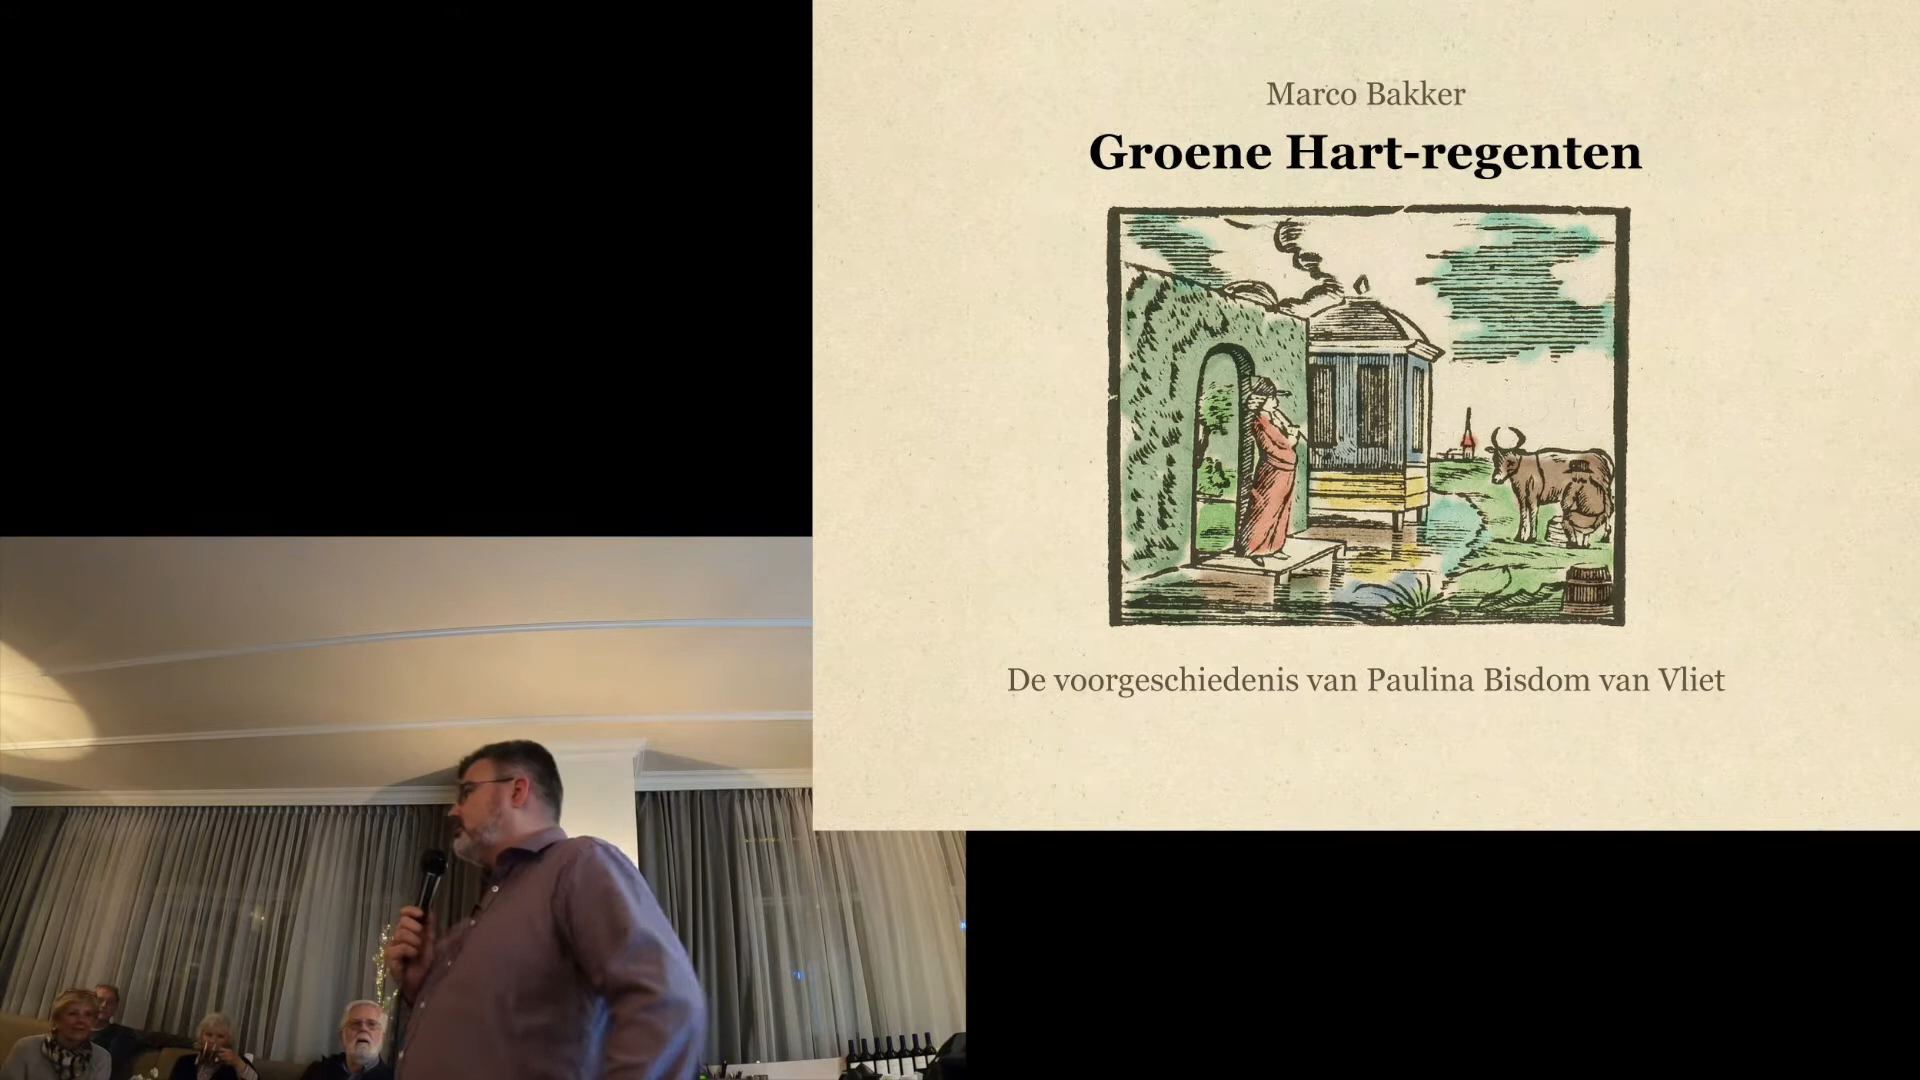 Marco Bakker
Groene Hart-regenten
De voorgeschiedenis van Paulina Bisdom van Vliet